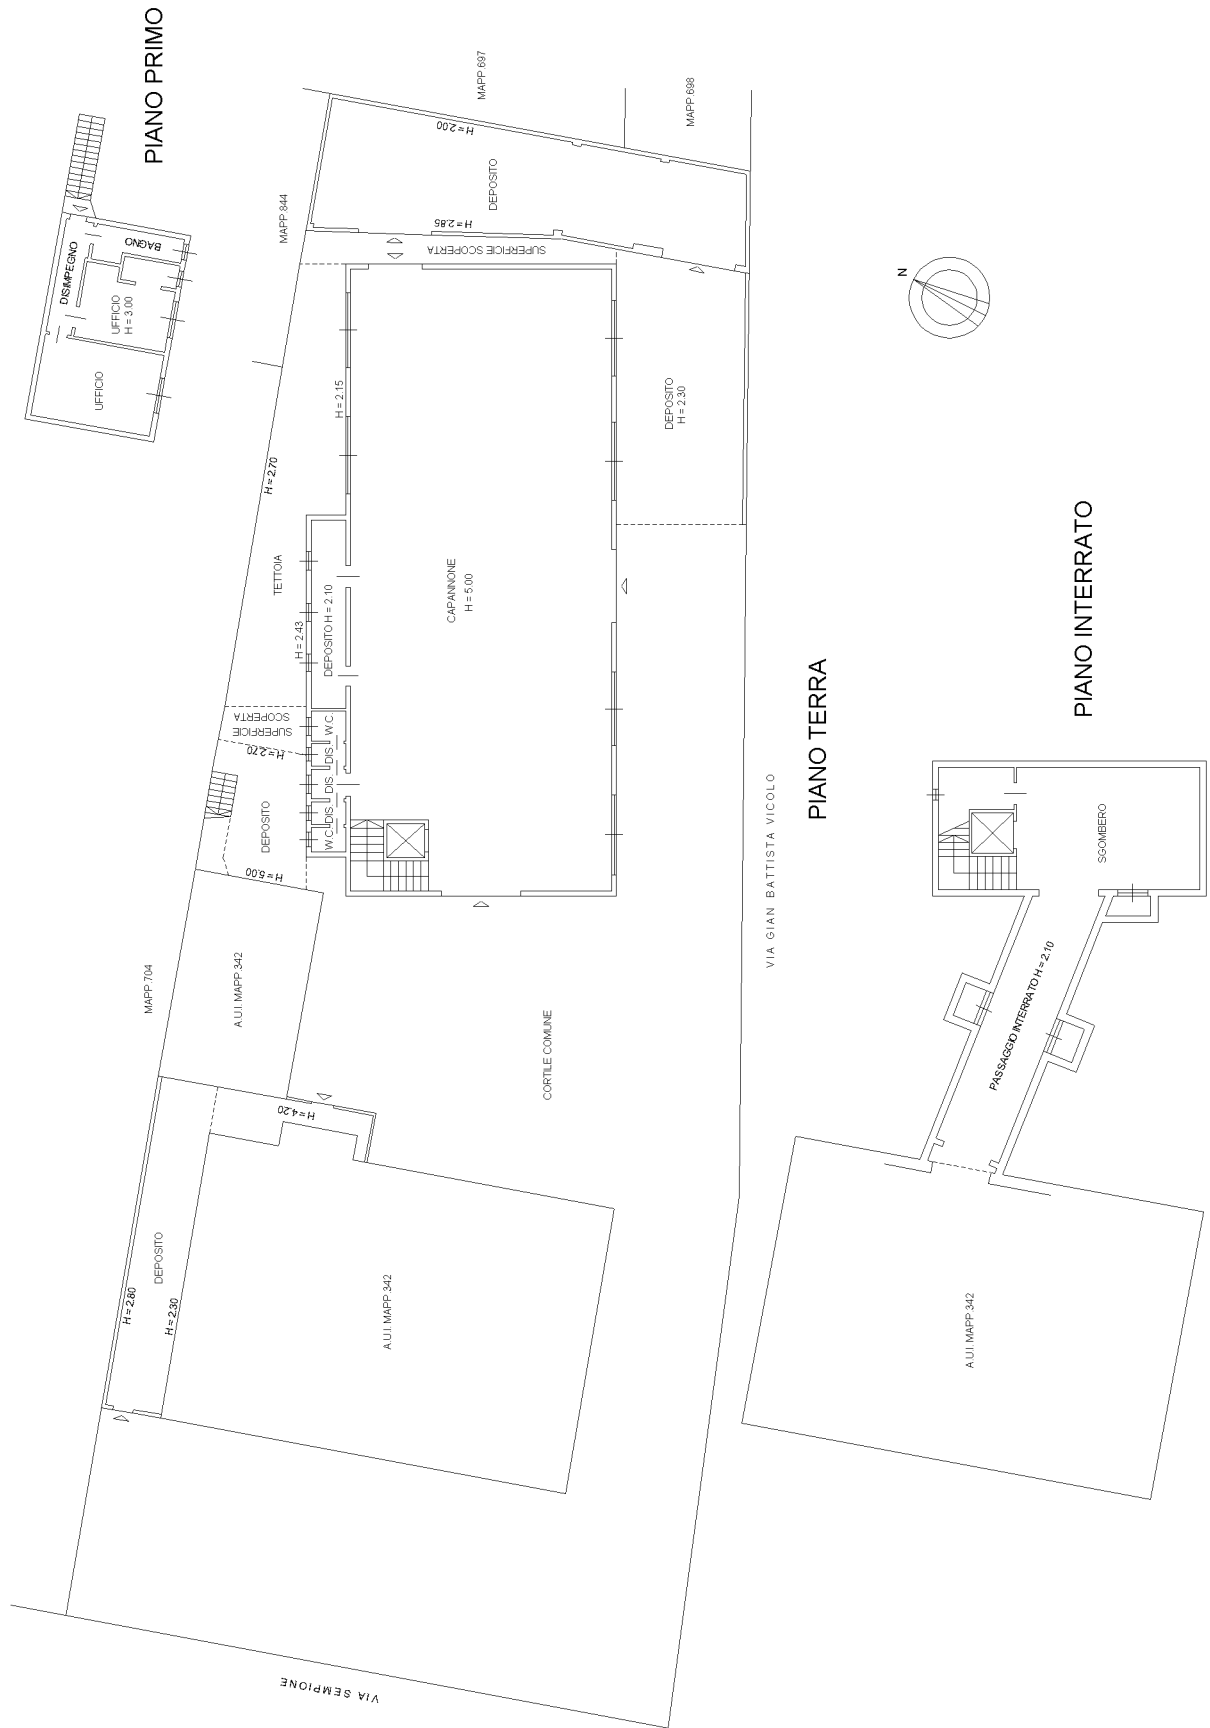 PIANO PRIMO
DISIMPEGNO
BAGNO
UFFICIO
H = 3.00
UFFICIO
MAPP.697
MAPP.698
H = 2.00
DEPOSITO
H = 2.85
MAPP.844
SUPERFICIE SCOPERTA
N
H = 2.15
DEPOSITO
H = 2.30
H = 2.70
TETTOIA
CAPANNONE
H = 5.00
DEPOSITO H = 2.10
H = 2.43
SUPERFICIE
SCOPERTA
H = 2.70
W.C.
DIS.
DIS.
DIS.
W.C.
DEPOSITO
H = 5.00
PIANO TERRA
VIA GIAN BATTISTA VICOLO
PIANO INTERRATO
SGOMBERO
PASSAGGIO INTERRATO H = 2.10
MAPP.704
A.U.I. MAPP.342
CORTILE COMUNE
H = 4.20
DEPOSITO
H = 2.80
H = 2.30
A.U.I. MAPP.342
A.U.I. MAPP.342
VIA SEMPIONE